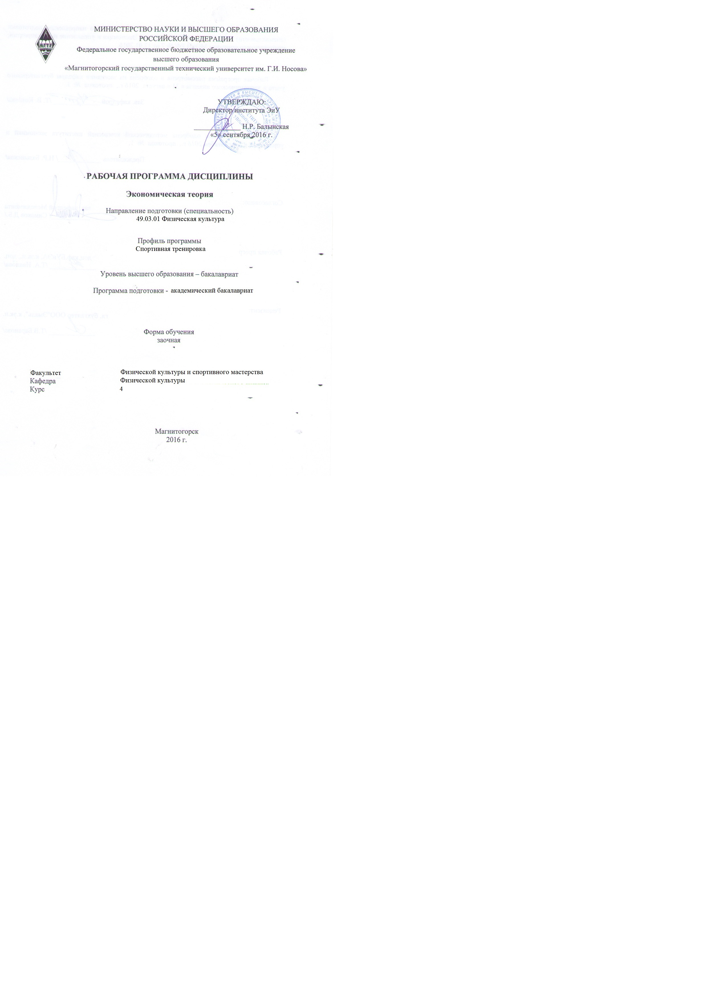 МГТУ
МИНИСТЕРСТВО НАУКИ И ВЫСШЕГО ОБРАЗОВАНИЯ
РОССИЙСКОЙ ФЕДЕРАЦИИ
Федеральное государственное бюджетное образовательное учреждение
высшего образования
«Магнитогорский государственный технический университет им. Г.И. Носова»
УТВЕРЖДАЮ:
Директор института ЭиУ
Н.Р. Балынская
«5» сентября 2016 г.
РАБОЧАЯ ПРОГРАММА ДИСЦИПЛИНЫ
Экономическая теория
Направление подготовки (специальность)
49.03.01 Физическая культура
Профиль программы
Спортивная тренировка
Уровень высшего образования – бакалавриат
Программа подготовки - академический бакалавриат
Форма обучения
заочная
Факультет Физической культуры и спортивного мастерства
Кафедра Физической культуры
Курс 4
Магнитогорск
2016 г.